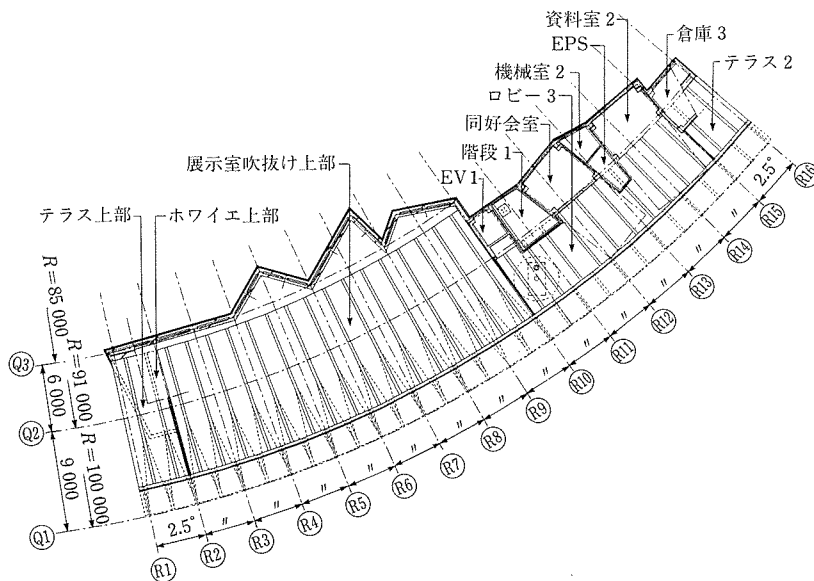 資料室2
EPS
倉庫3
機械室2
テラス2
ロビー3
同好会室
階段1
展示室吹抜け上部
EV1
テラス上部
ホワイエ上部
2.5°
R16
R15
〃
R14
〃
R13
〃
R12
〃
R11
〃
R10
〃
R9
〃
R8
〃
R7
〃
R6
〃
R5
〃
R4
〃
R3
〃
R2
2.5°
R1
R=85 000
Q3
6 000
R=91 000
Q2
9 000
R=100 000
Q1